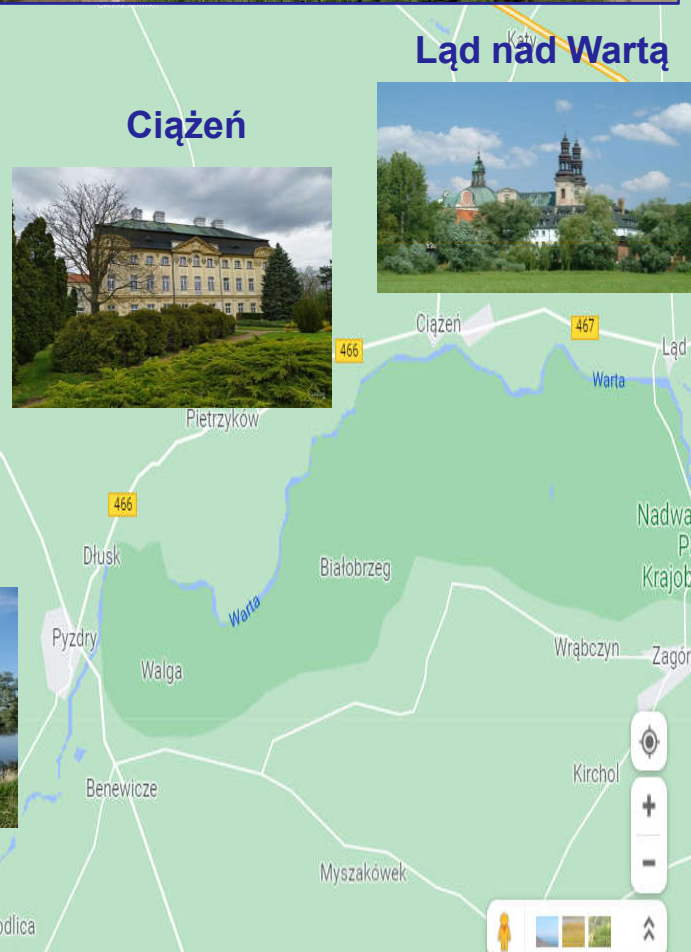 Ląd nad Wartą
Kąty
Ciążeń
Ciążeń
467
466
Ląd
Warta
Pietrzyków
466
Nadwa
P
Krajob
Dłusk
Białobrzeg
Warta
Pyzdry
Wrąbczyn
Zagór
Walga
Kirchol
Benewicze
Myszakówek
odlica